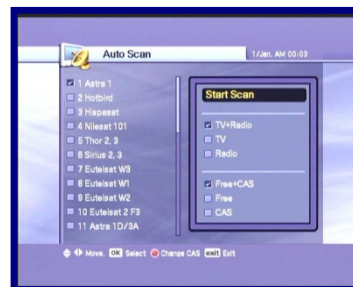 Auto Scan
1/Jan. AM 00:03
1 Astra 1
2 Hotbird
3 Hispasat
4 Nilesat 101
5 Thor 2, 3
6 Sirius 2, 3
7 Eutelsat W3
8 Eutelsat W1
9 Eutelsat W2
10 Eutelsat 2 F3
11 Astra 1D/3A
Start Scan
TV+Radio
TV
Radio
Free+CAS
Free
CAS
Move. OK Select Change CAS exit Exit